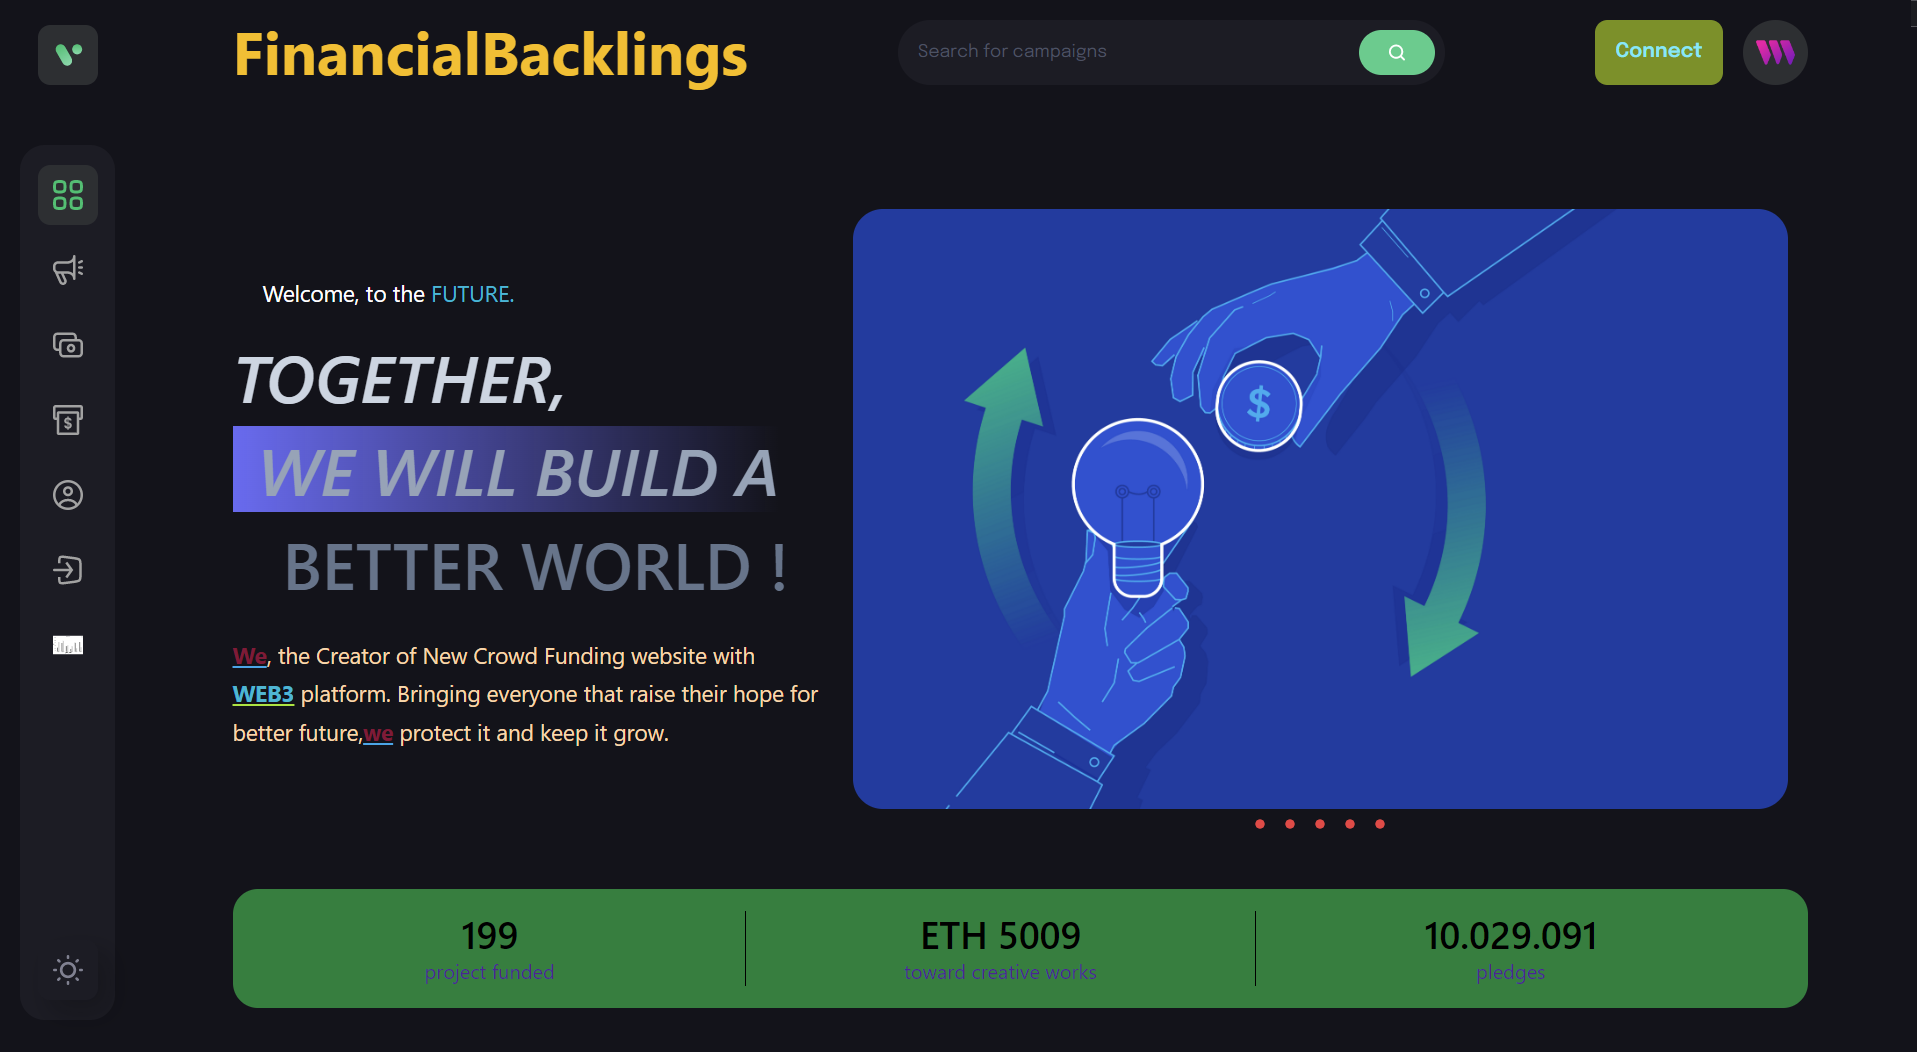 FinancialBacklings
Search for campaigns
Connect
Welcome, to the FUTURE.
TOGETHER,
WE WILL BUILD A
BETTER WORLD !
We, the Creator of New Crowd Funding website with
WEB3 platform. Bringing everyone that raise their hope for
better future,we protect it and keep it grow.
$
199
project funded
ETH 5009
toward creative works
10.029.091
pledges